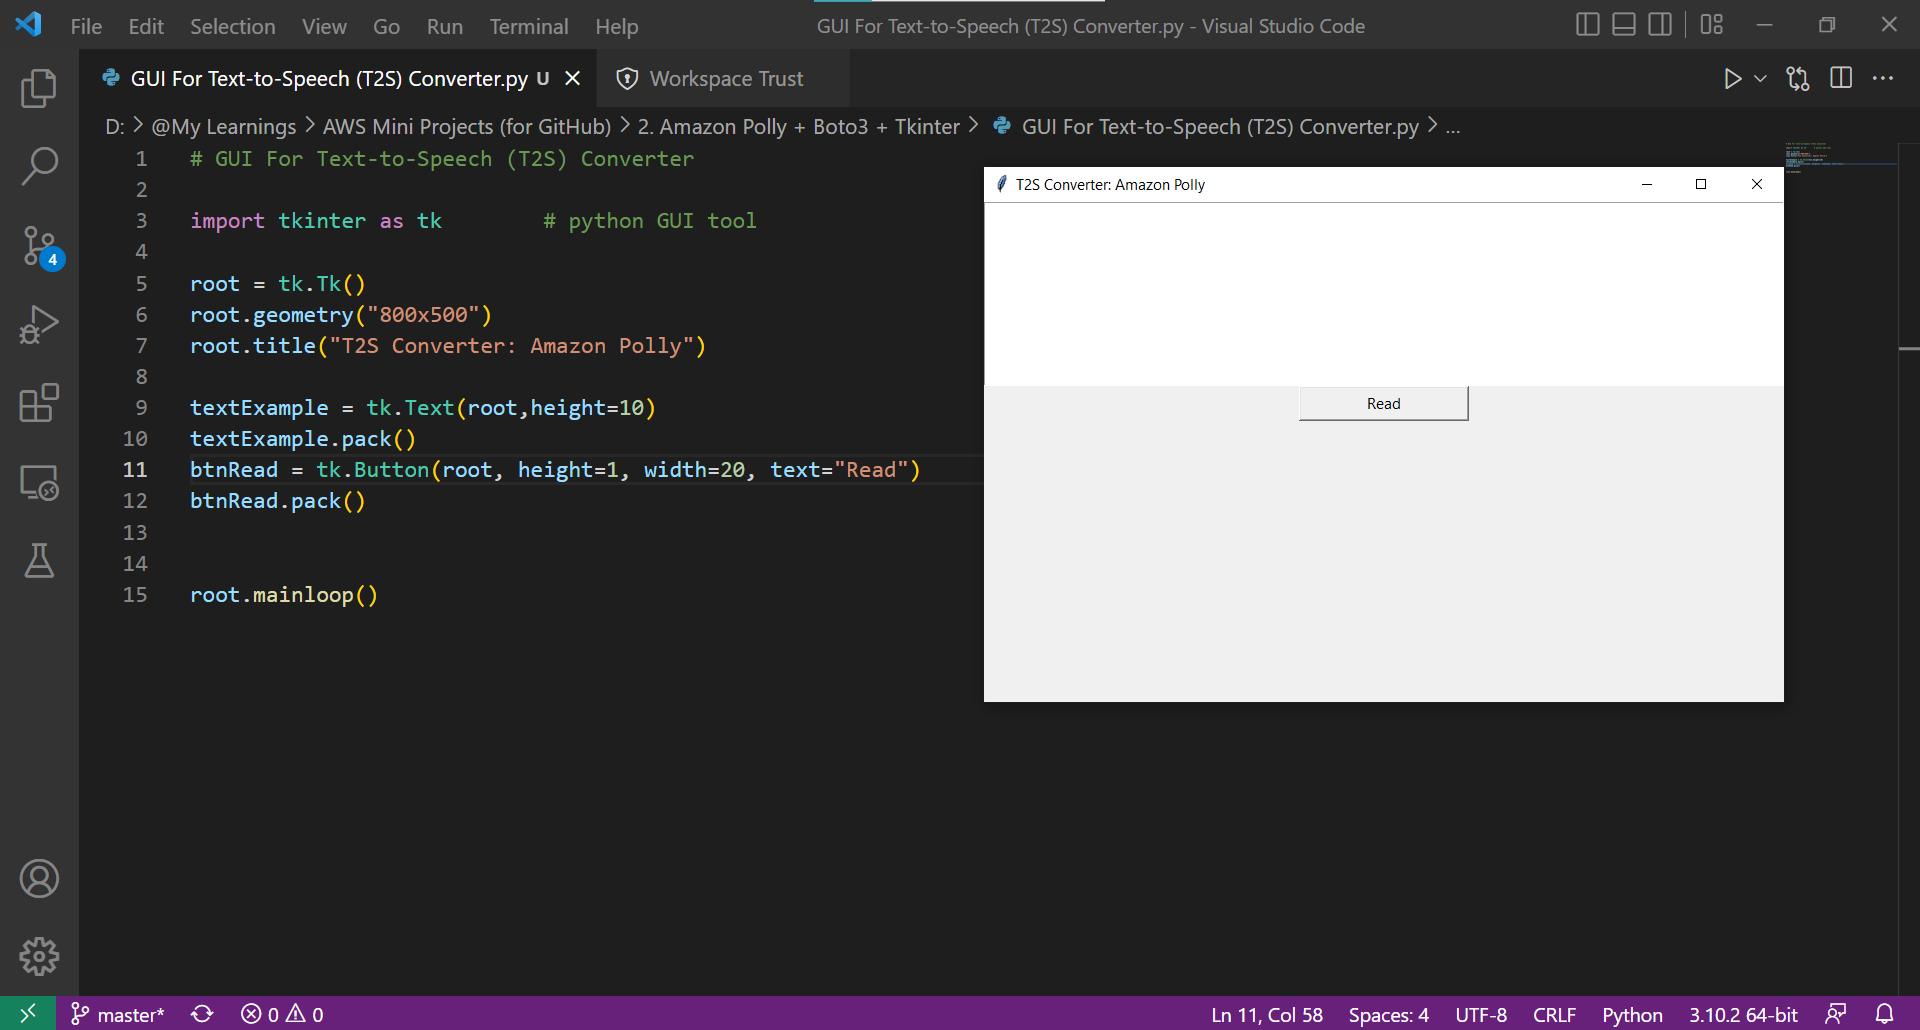 File Edit Selection View Go Run Terminal Help GUI For Text-to-Speech (T2S) Converter.py - Visual Studio Code
GUI For Text-to-Speech (T2S) Converter.py U Workspace Trust
D: > @My Learnings > AWS Mini Projects (for GitHub) > 2. Amazon Polly + Boto3 + Tkinter > GUI For Text-to-Speech (T2S) Converter.py > ...
1 # GUI For Text-to-Speech (T2S) Converter
2
3 import tkinter as tk        # python GUI tool
4
5 root = tk.Tk()
6 root.geometry("800x500")
7 root.title("T2S Converter: Amazon Polly")
8
9 textExample = tk.Text(root,height=10)
10 textExample.pack()
11 btnRead = tk.Button(root, height=1, width=20, text="Read")
12 btnRead.pack()
13
14
15 root.mainloop()
T2S Converter: Amazon Polly
Read
4
master* 0 0 Ln 11, Col 58 Spaces: 4 UTF-8 CRLF Python 3.10.2 64-bit